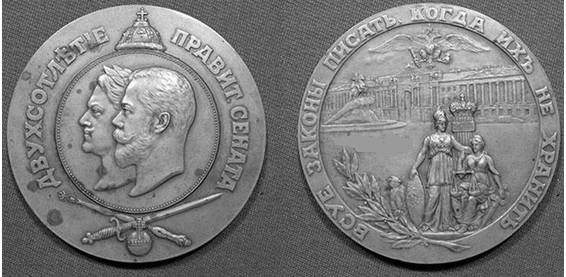 ДВУХСОТЛѢТІЕ ПРАВИТ. СЕНАТА
ВСУЕ ЗАКОНЫ ПИСАТЬ, КОГДА ИХЪ НЕ ХРАНИТЬ